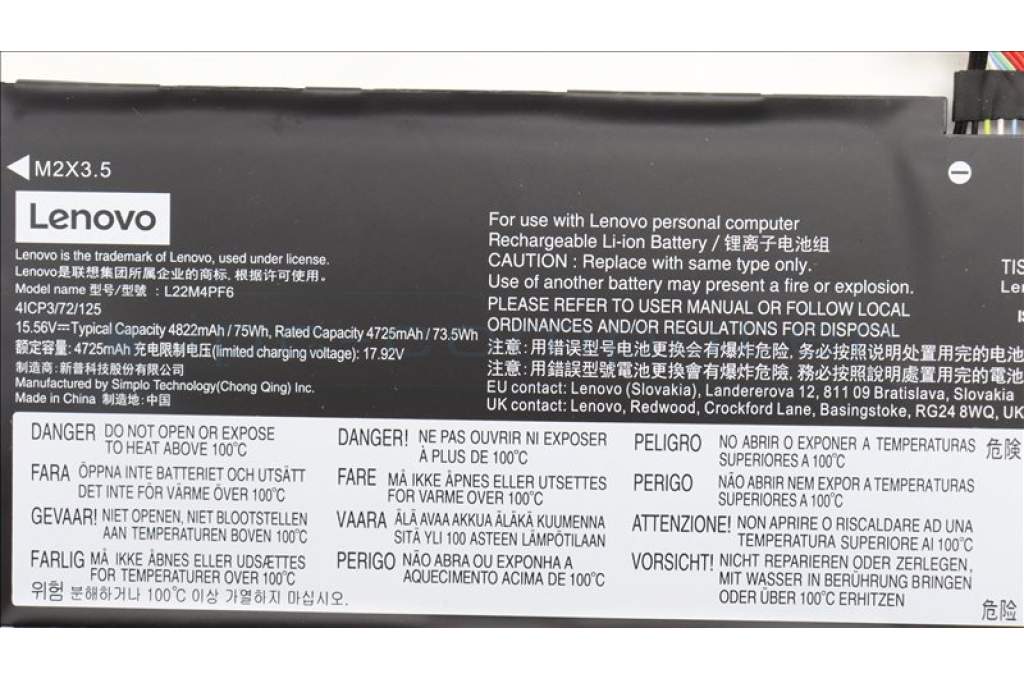 M2X3.5
Lenovo
Lenovo is the trademark of Lenovo, used under license.
Lenovo是联想集团所属企业的商标, 根据许可使用。
Model name 型号/型號 : L22M4PF6
4ICP3/72/125
15.56V⎓Typical Capacity 4822mAh / 75Wh, Rated Capacity 4725mAh / 73.5Wh
额定容量: 4725mAh 充电限制电压(limited charging voltage): 17.92V
制造商: 新普科技股份有限公司
Manufactured by Simplo Technology(Chong Qing) Inc.
Made in China 制造地: 中国
For use with Lenovo personal computer
Rechargeable Li-ion Battery / 锂离子电池组
CAUTION : Replace with same type only.
Use of another battery may present a fire or explosion.
PLEASE REFER TO USER MANUAL OR FOLLOW LOCAL
ORDINANCES AND/OR REGULATIONS FOR DISPOSAL
注意: 用错误型号电池更换会有爆炸危险, 务必按照说明处置用完的电池
注意: 用錯誤型號電池更換會有爆炸危險, 務必按照說明處置用完的電池
EU contact: Lenovo (Slovakia), Landererova 12, 811 09 Bratislava, Slovakia
UK contact: Lenovo, Redwood, Crockford Lane, Basingstoke, RG24 8WQ, UK
TIS
Len
DANGER DO NOT OPEN OR EXPOSE
TO HEAT ABOVE 100°C
FARA ÖPPNA INTE BATTERIET OCH UTSÄTT
DET INTE FÖR VÄRME ÖVER 100°C
GEVAAR! NIET OPENEN, NIET BLOOTSTELLEN
AAN TEMPERATUREN BOVEN 100°C
FARLIG MÅ IKKE ÅBNES ELLER UDSÆTTES
FOR TEMPERATURER OVER 100°C
위험 분해하거나 100°C 이상 가열하지 마십시오.
DANGER! NE PAS OUVRIR NI EXPOSER
À PLUS DE 100°C
FARE MÅ IKKE ÅPNES ELLER UTSETTES
FOR VARME OVER 100°C
VAARA ÄLÄ AVAA AKKUA ÄLÄKÄ KUUMENNA
SITÄ YLI 100 ASTEEN LÄMPÖTILAAN
PERIGO NÃO ABRA OU EXPONHA A
AQUECIMENTO ACIMA DE 100°C
PELIGRO NO ABRIR O EXPONER A TEMPERATURAS
SUPERIORES A 100°C
PERIGO NÃO ABRIR NEM EXPOR A TEMPERATURAS
SUPERIORES A 100°C
ATTENZIONE! NON APRIRE O RISCALDARE AD UNA
TEMPERATURA SUPERIORE AI 100°C
VORSICHT! NICHT REPARIEREN ODER ZERLEGEN,
MIT WASSER IN BERÜHRUNG BRINGEN
ODER ÜBER 100°C ERHITZEN
危険
危险